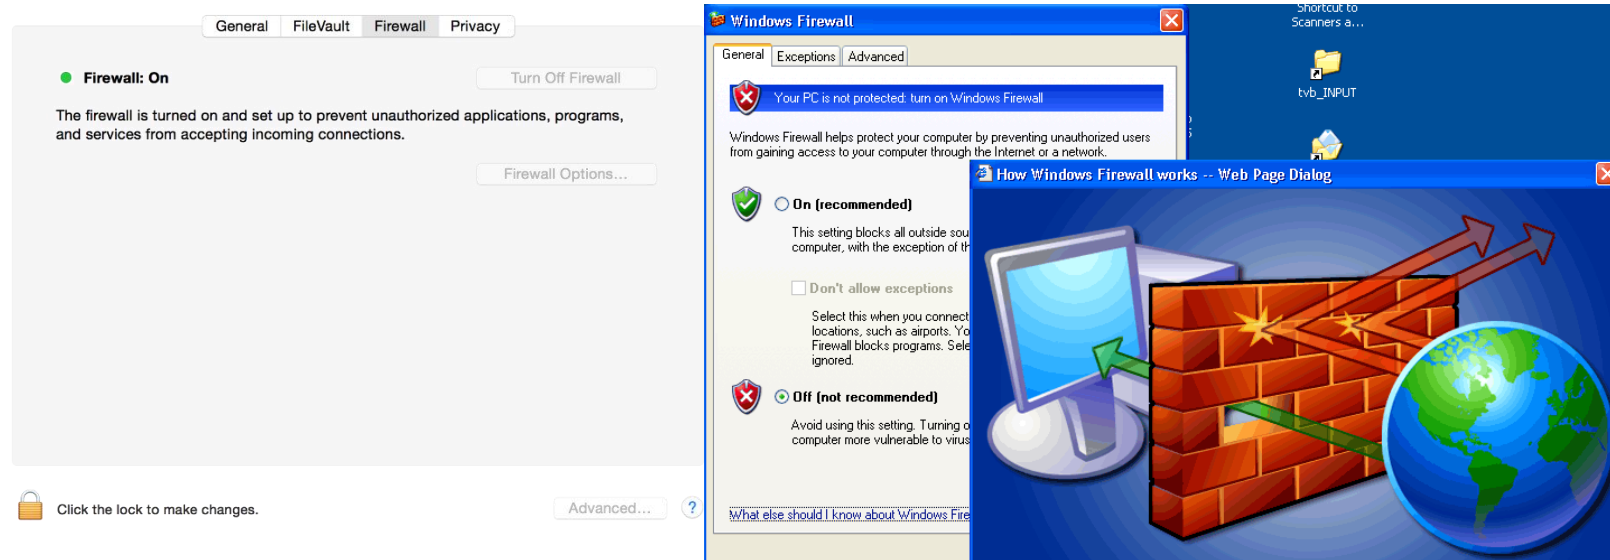 General FileVault Firewall Privacy
Firewall: On
Turn Off Firewall
The firewall is turned on and set up to prevent unauthorized applications, programs,
and services from accepting incoming connections.
Firewall Options...
Click the lock to make changes.
Advanced...
?
Windows Firewall
General Exceptions Advanced
Your PC is not protected: turn on Windows Firewall
Windows Firewall helps protect your computer by preventing unauthorized users
from gaining access to your computer through the Internet or a network.
On (recommended)
This setting blocks all outside sou
computer, with the exception of th
Don't allow exceptions
Select this when you connect
locations, such as airports. Yo
Firewall blocks programs. Sele
ignored.
Off (not recommended)
Avoid using this setting. Turning o
computer more vulnerable to virus
What else should I know about Windows Fire
Shortcut to
Scanners a...
tvb_INPUT
How Windows Firewall works -- Web Page Dialog